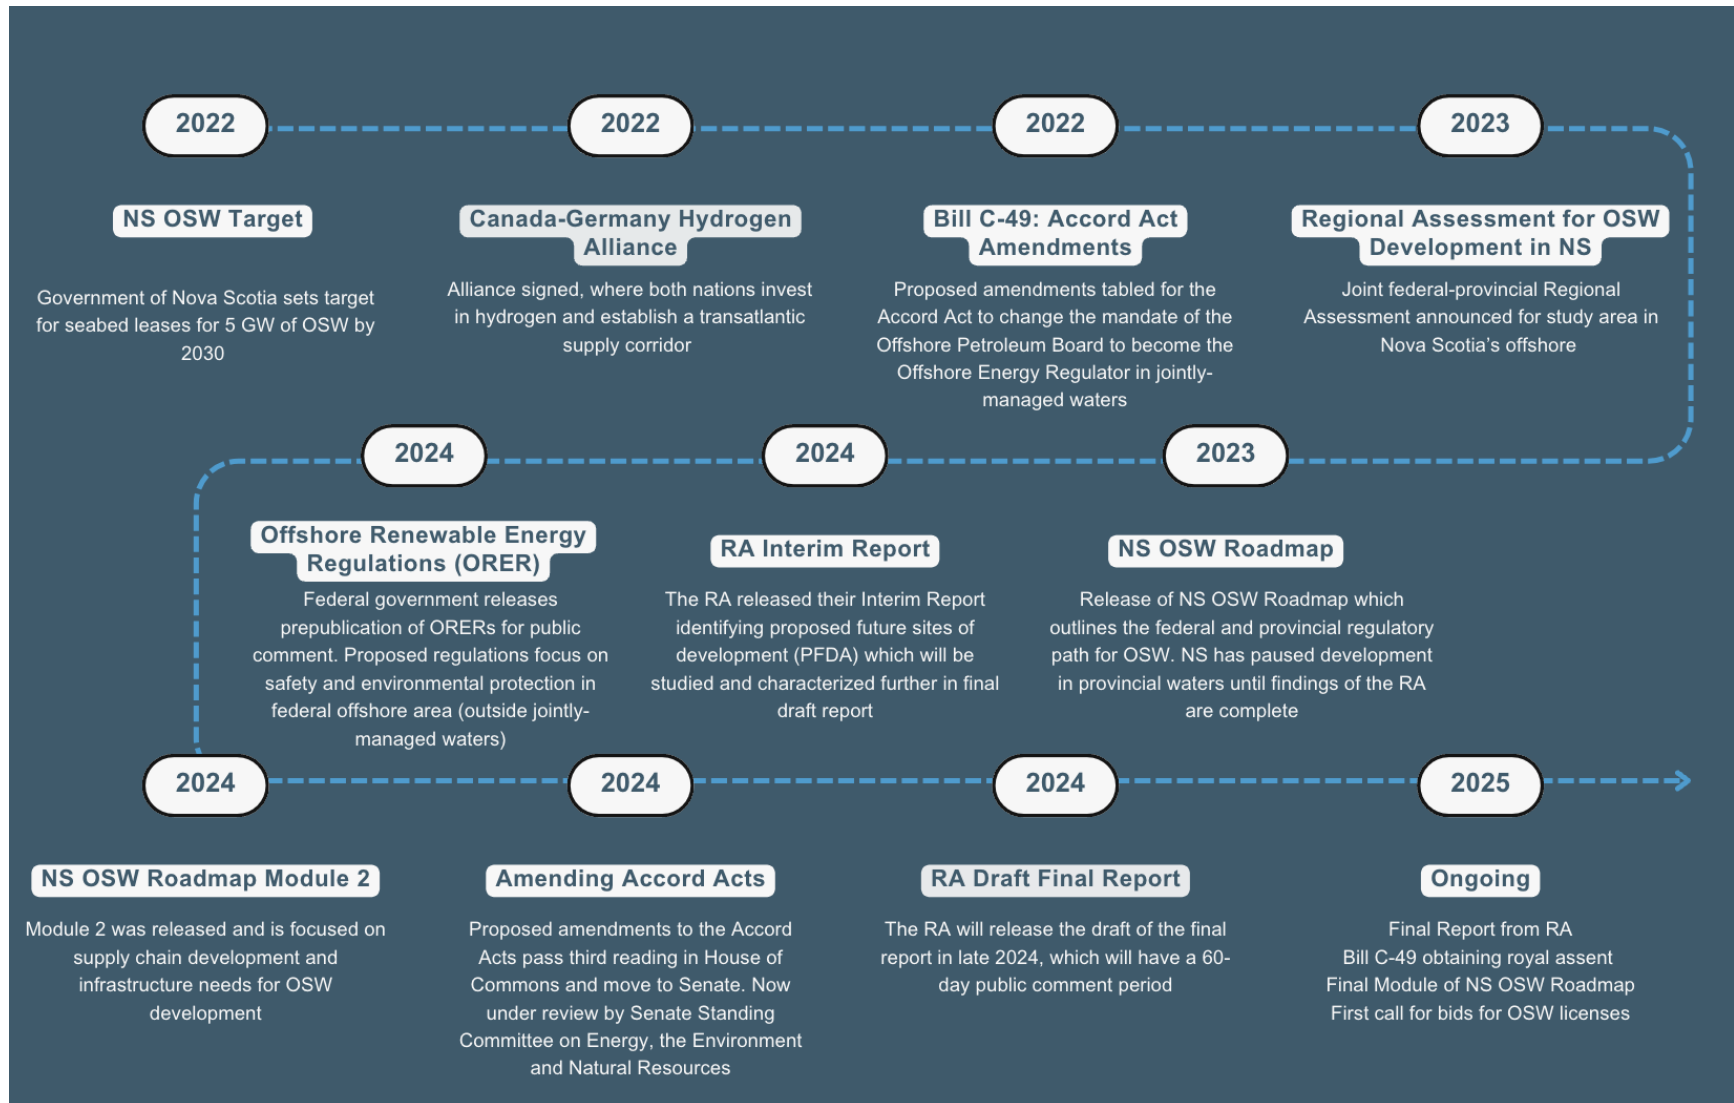 2022
2022
2022
2023
NS OSW Target
Government of Nova Scotia sets target
for seabed leases for 5 GW of OSW by
2030
Canada-Germany Hydrogen
Alliance
Alliance signed, where both nations invest
in hydrogen and establish a transatlantic
supply corridor
Bill C-49: Accord Act
Amendments
Proposed amendments tabled for the
Accord Act to change the mandate of the
Offshore Petroleum Board to become the
Offshore Energy Regulator in jointly-
managed waters
Regional Assessment for OSW
Development in NS
Joint federal-provincial Regional
Assessment announced for study area in
Nova Scotia’s offshore
2024
2024
2023
Offshore Renewable Energy
Regulations (ORER)
Federal government releases
prepublication of ORERs for public
comment. Proposed regulations focus on
safety and environmental protection in
federal offshore area (outside jointly-
managed waters)
RA Interim Report
The RA released their Interim Report
identifying proposed future sites of
development (PFDA) which will be
studied and characterized further in final
draft report
NS OSW Roadmap
Release of NS OSW Roadmap which
outlines the federal and provincial regulatory
path for OSW. NS has paused development
in provincial waters until findings of the RA
are complete
2024
2024
2024
2025
NS OSW Roadmap Module 2
Module 2 was released and is focused on
supply chain development and
infrastructure needs for OSW
development
Amending Accord Acts
Proposed amendments to the Accord
Acts pass third reading in House of
Commons and move to Senate. Now
under review by Senate Standing
Committee on Energy, the Environment
and Natural Resources
RA Draft Final Report
The RA will release the draft of the final
report in late 2024, which will have a 60-
day public comment period
Ongoing
Final Report from RA
Bill C-49 obtaining royal assent
Final Module of NS OSW Roadmap
First call for bids for OSW licenses